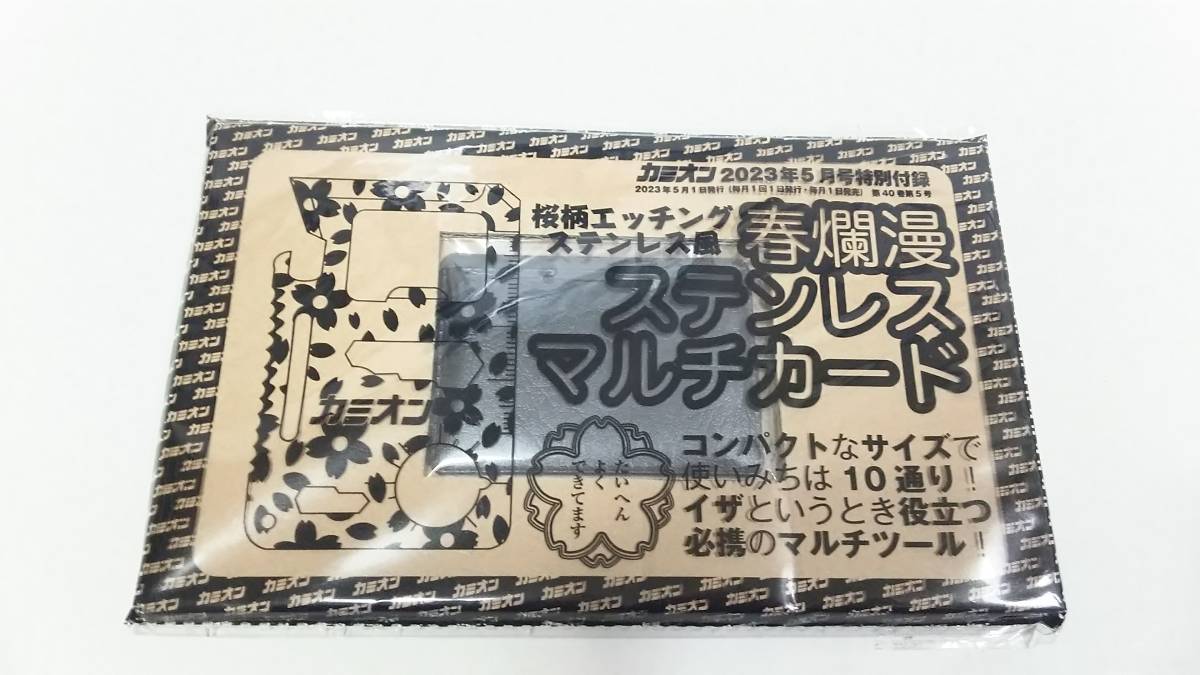 カミオン 2023年5月号特別付録
2023年5月1日発行（毎月1回1日発行・毎月1日発売） 第40巻第5号
桜柄エッチング
ステンレス風
春爛漫
ステンレス
マルチカード
カミオン
たいへん
よく
できてます
コンパクトなサイズで
使いみちは10通り！
イザというとき役立つ
必携のマルチツール！